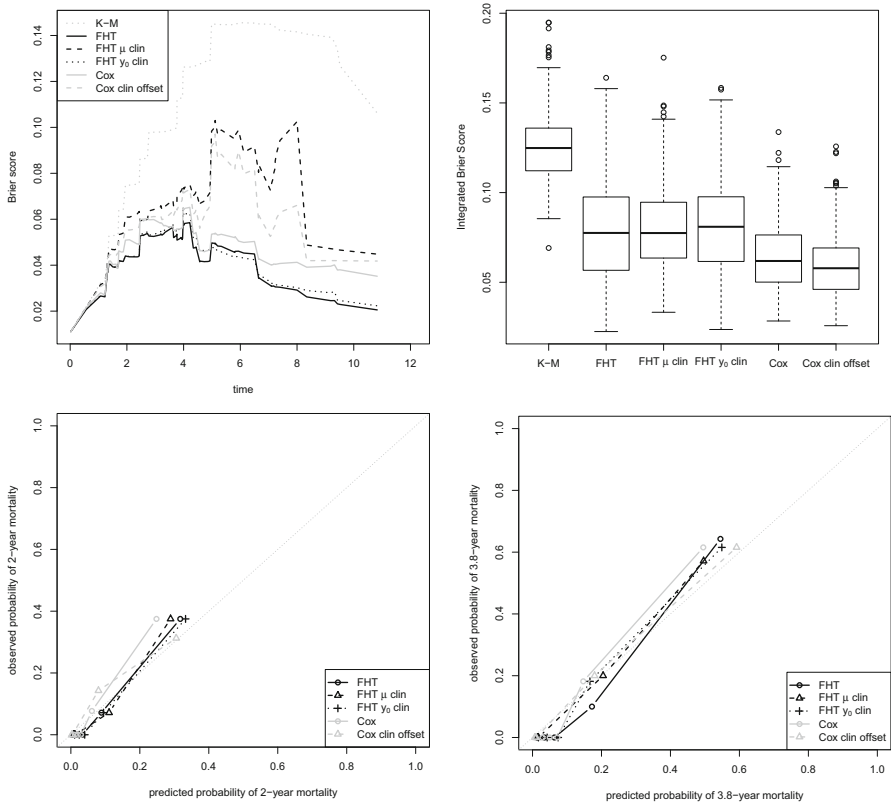 K−M
FHT
FHT μ clin
FHT y0 clin
Cox
Cox clin offset
Brier score
0.02 0.04 0.06 0.08 0.10 0.12 0.14
0 2 4 6 8 10 12
time
Integrated Brier Score
0.05 0.10 0.15 0.20
K−M FHT FHT μ clin FHT y0 clin Cox Cox clin offset
observed probability of 2−year mortality
0.0 0.2 0.4 0.6 0.8 1.0
FHT
FHT μ clin
FHT y0 clin
Cox
Cox clin offset
0.0 0.2 0.4 0.6 0.8 1.0
predicted probability of 2−year mortality
observed probability of 3.8−year mortality
0.0 0.2 0.4 0.6 0.8 1.0
FHT
FHT μ clin
FHT y0 clin
Cox
Cox clin offset
0.0 0.2 0.4 0.6 0.8 1.0
predicted probability of 3.8−year mortality